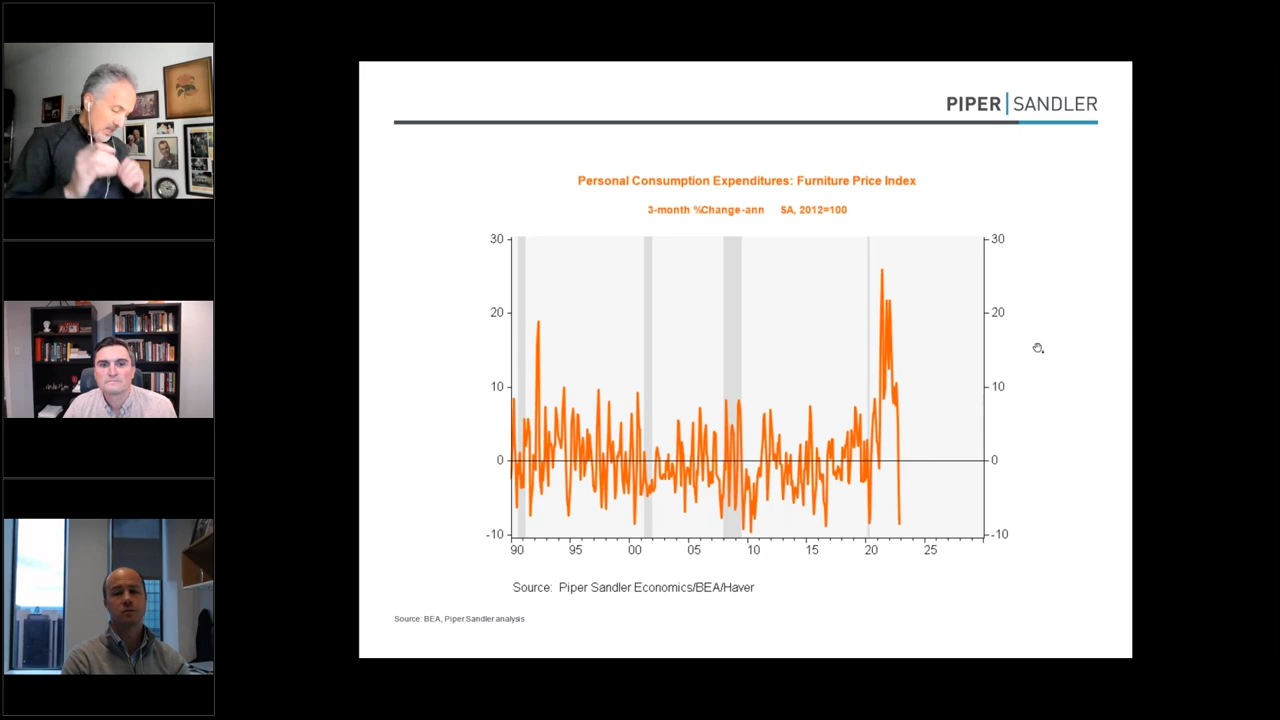 PIPER | SANDLER
Personal Consumption Expenditures: Furniture Price Index
3-month %Change-ann SA, 2012=100
30 30
20 20
10 10
0 0
-10 -10
90 95 00 05 10 15 20 25
Source: Piper Sandler Economics/BEA/Haver
Source: BEA, Piper Sandler analysis